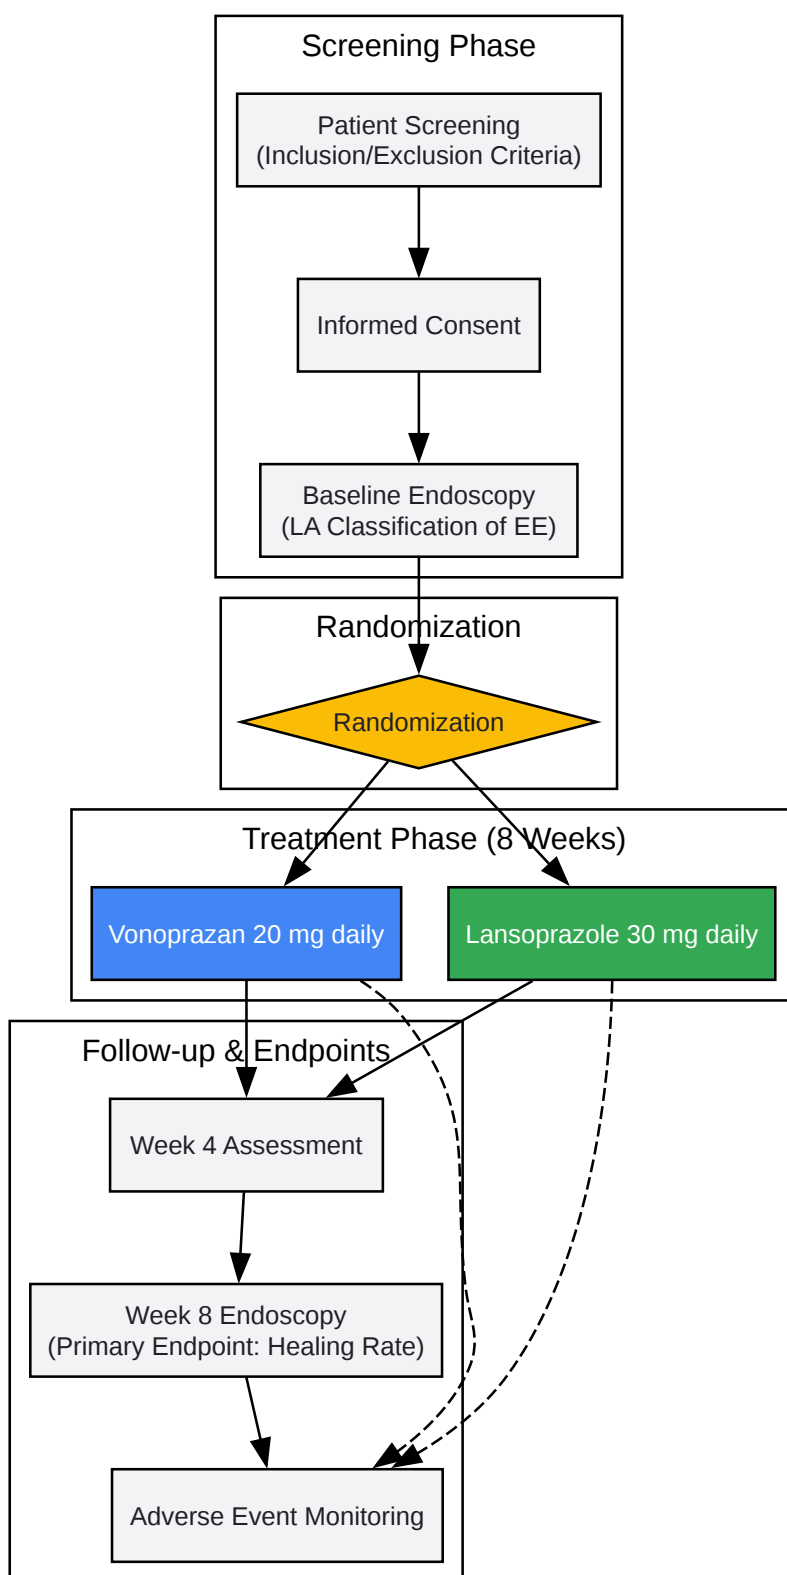 Screening Phase
Patient Screening
(Inclusion/Exclusion Criteria)
Informed Consent
Baseline Endoscopy
(LA Classification of EE)
Randomization
Randomization
Treatment Phase (8 Weeks)
Vonoprazan 20 mg daily
Lansoprazole 30 mg daily
Follow-up & Endpoints
Week 4 Assessment
Week 8 Endoscopy
(Primary Endpoint: Healing Rate)
Adverse Event Monitoring